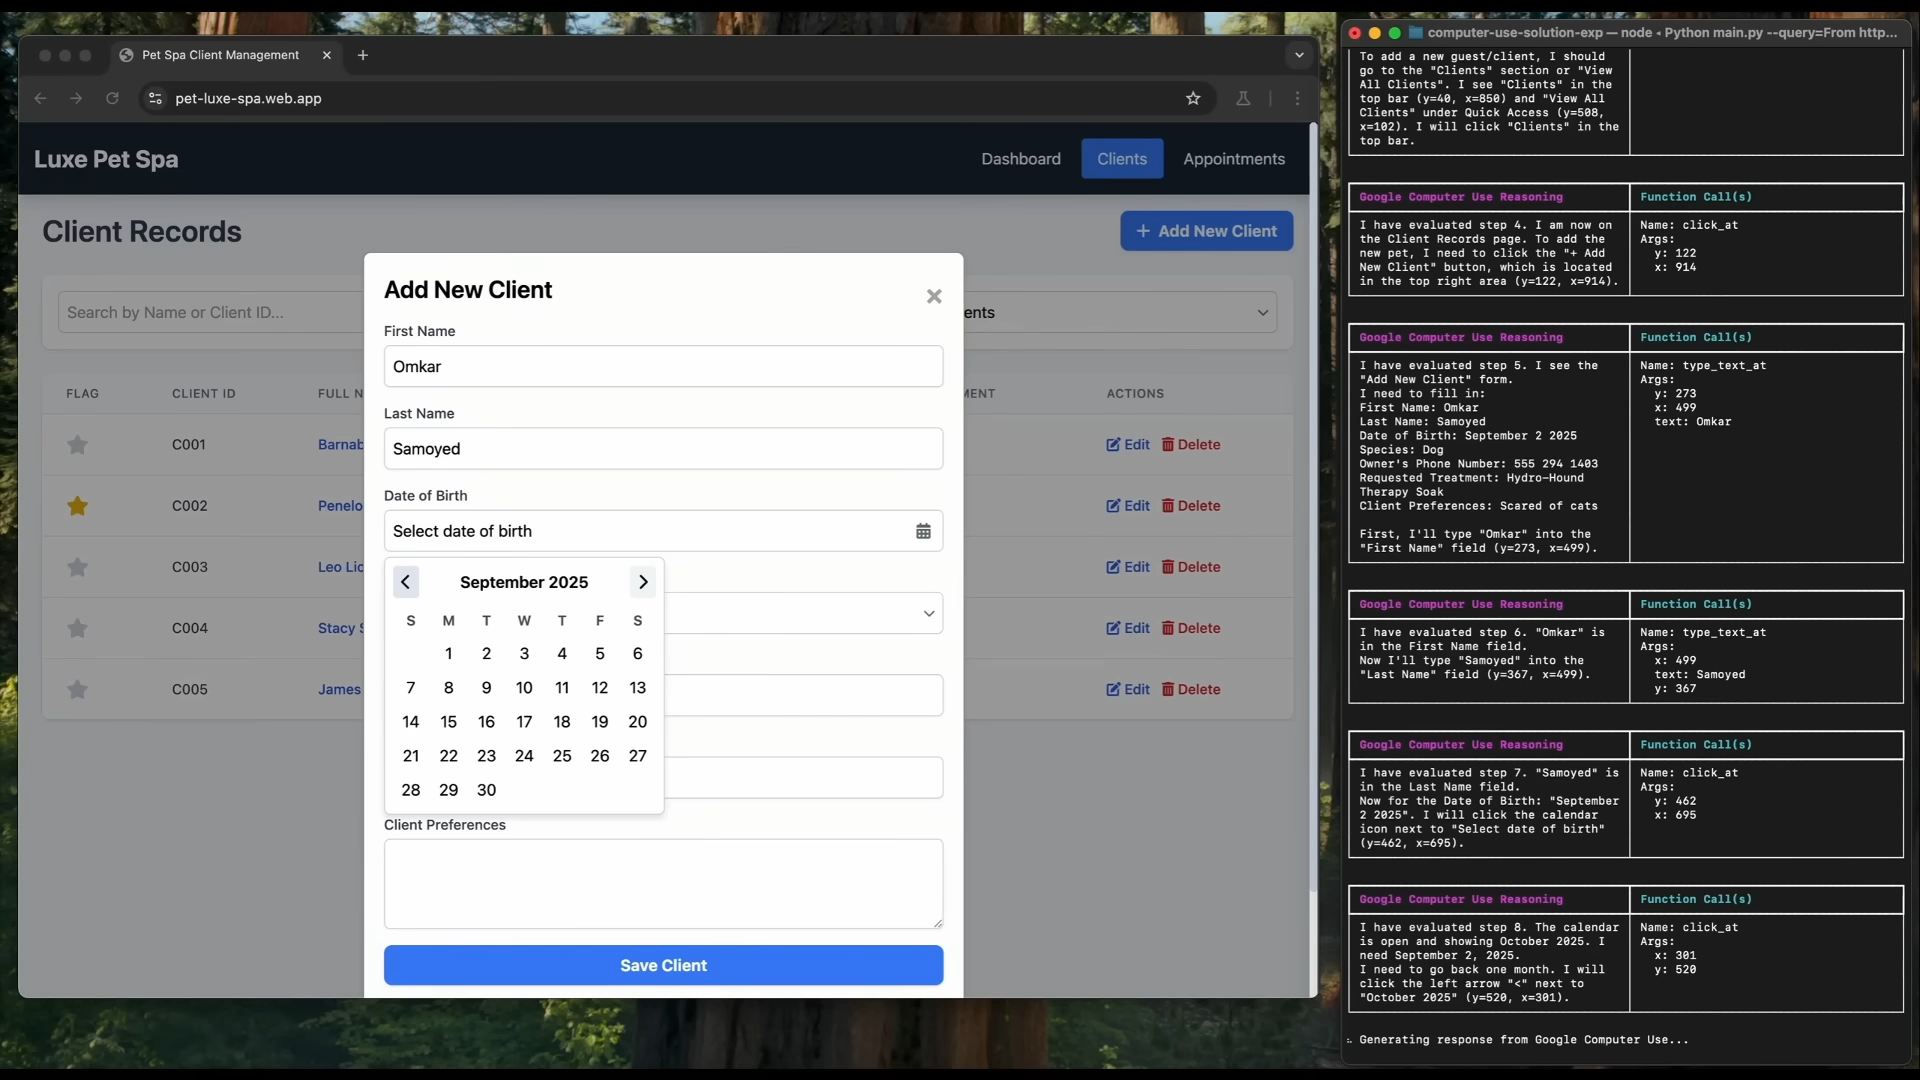 Pet Spa Client Management
pet-luxe-spa.web.app
Luxe Pet Spa
Dashboard
Clients
Appointments
Client Records
+ Add New Client
Search by Name or Client ID...
ents
FLAG
CLIENT ID
FULL N
MENT
ACTIONS
C001
Barnab
Edit
Delete
C002
Penelo
Edit
Delete
C003
Leo Lio
Edit
Delete
C004
Stacy S
Edit
Delete
C005
James
Edit
Delete
Add New Client
First Name
Omkar
Last Name
Samoyed
Date of Birth
Select date of birth
September 2025
S M T W T F S
1 2 3 4 5 6
7 8 9 10 11 12 13
14 15 16 17 18 19 20
21 22 23 24 25 26 27
28 29 30
Client Preferences
Save Client
computer-use-solution-exp — node ◂ Python main.py --query=From http...
To add a new guest/client, I should
go to the "Clients" section or "View
All Clients". I see "Clients" in the
top bar (y=40, x=850) and "View All
Clients" under Quick Access (y=508,
x=102). I will click "Clients" in the
top bar.
Google Computer Use Reasoning
Function Call(s)
I have evaluated step 4. I am now on
the Client Records page. To add the
new pet, I need to click the "+ Add
New Client" button, which is located
in the top right area (y=122, x=914).
Name: click_at
Args:
y: 122
x: 914
Google Computer Use Reasoning
Function Call(s)
I have evaluated step 5. I see the
"Add New Client" form.
I need to fill in:
First Name: Omkar
Last Name: Samoyed
Date of Birth: September 2 2025
Species: Dog
Owner's Phone Number: 555 294 1403
Requested Treatment: Hydro-Hound
Therapy Soak
Client Preferences: Scared of cats
First, I'll type "Omkar" into the
"First Name" field (y=273, x=499).
Name: type_text_at
Args:
y: 273
x: 499
text: Omkar
Google Computer Use Reasoning
Function Call(s)
I have evaluated step 6. "Omkar" is
in the First Name field.
Now I'll type "Samoyed" into the
"Last Name" field (y=367, x=499).
Name: type_text_at
Args:
x: 499
text: Samoyed
y: 367
Google Computer Use Reasoning
Function Call(s)
I have evaluated step 7. "Samoyed" is
in the Last Name field.
Now for the Date of Birth: "September
2 2025". I will click the calendar
icon next to "Select date of birth"
(y=462, x=695).
Name: click_at
Args:
y: 462
x: 695
Google Computer Use Reasoning
Function Call(s)
I have evaluated step 8. The calendar
is open and showing October 2025. I
need September 2, 2025.
I need to go back one month. I will
click the left arrow "<" next to
"October 2025" (y=520, x=301).
Name: click_at
Args:
x: 301
y: 520
Generating response from Google Computer Use...